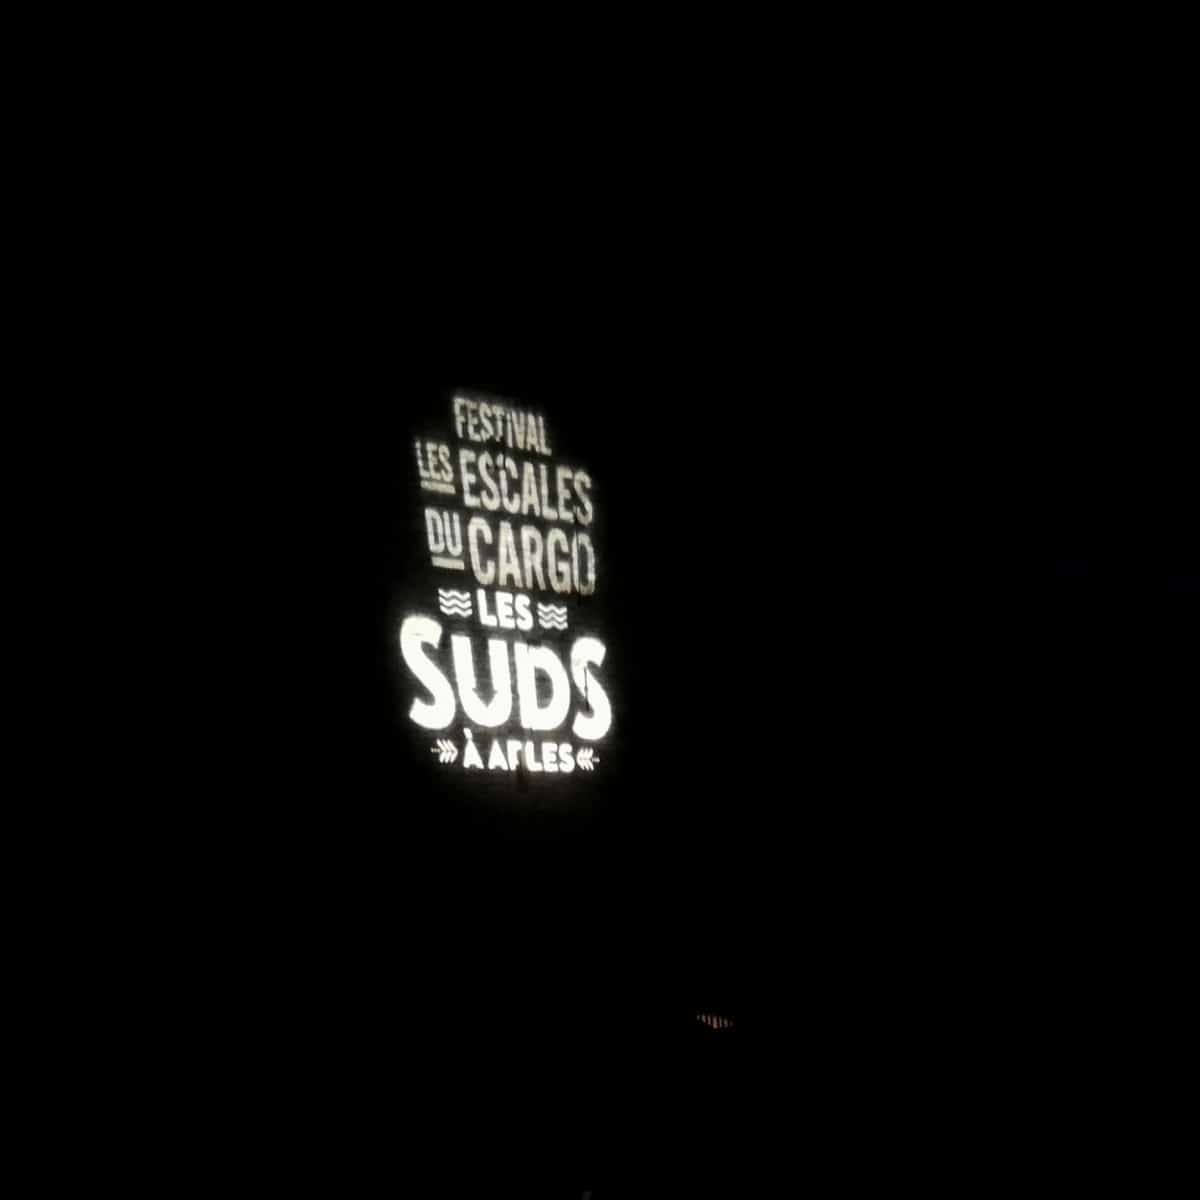 FESTIVAL
LES ESCALES
DU CARGO
LES
SUDS
À ARLES